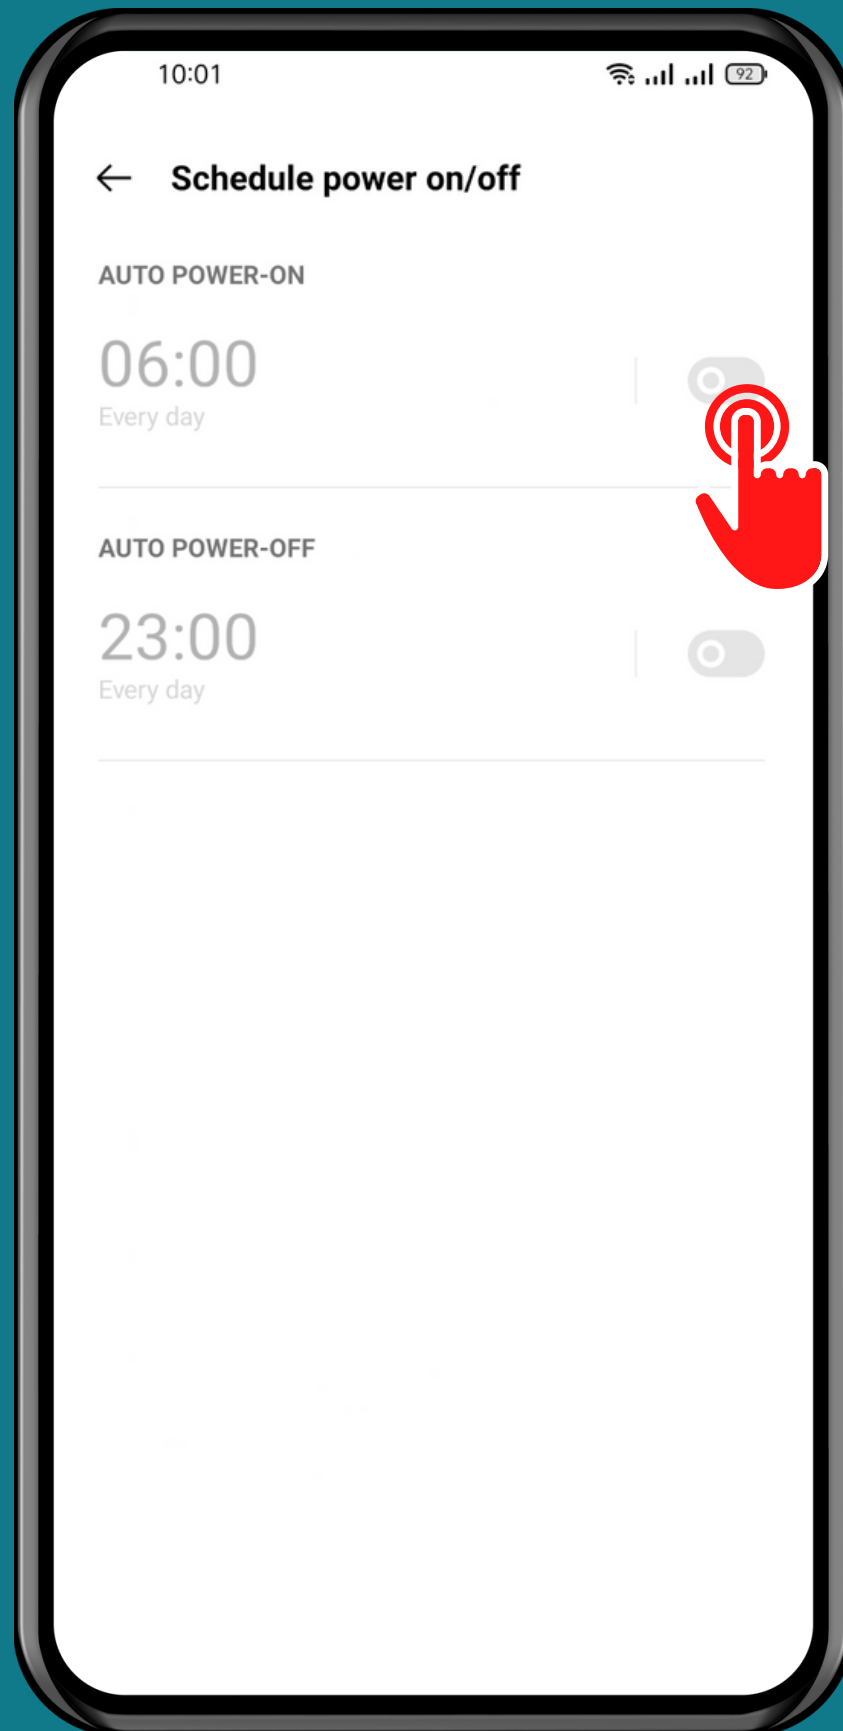 10:01
92
Schedule power on/off
AUTO POWER-ON
06:00
Every day
AUTO POWER-OFF
23:00
Every day